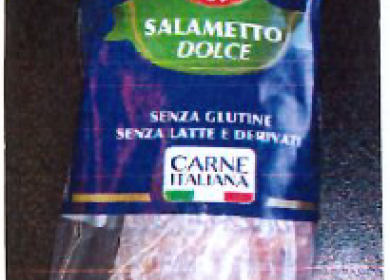 SALAMETTO
DOLCE
SENZA GLUTINE
SENZA LATTE E DERIVATI
CARNE
ITALIANA